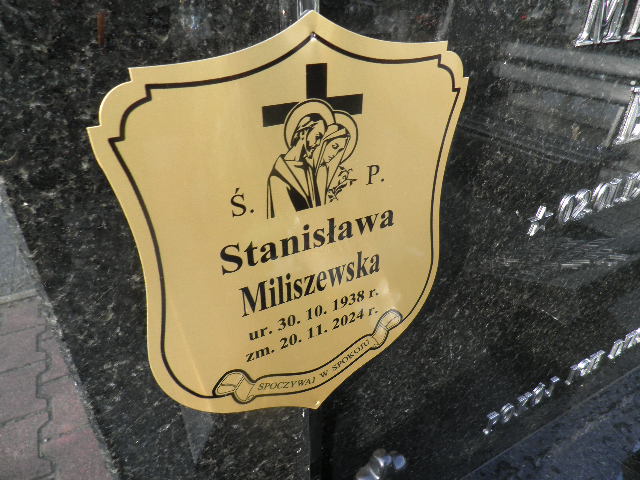 Ś. P.
Stanisława
Miliszewska
ur. 30. 10. 1938 r.
zm. 20. 11. 2024 r.
SPOCZYWAJ W SPOKOJU